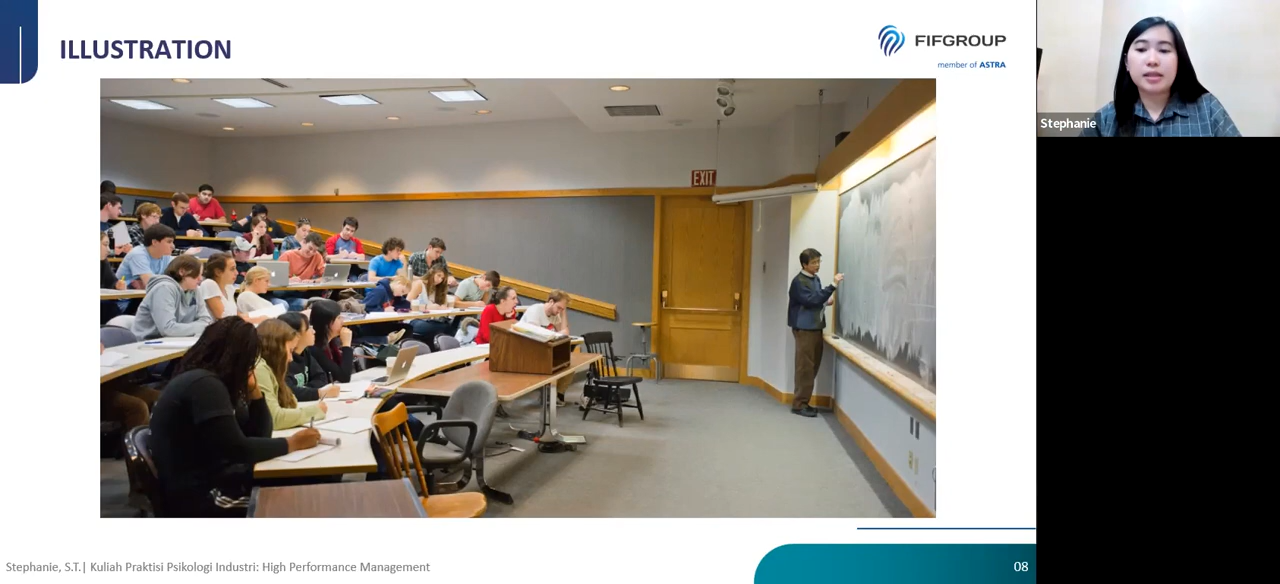 ILLUSTRATION
FIFGROUP
member of ASTRA
EXIT
Stephanie
Stephanie, S.T.| Kuliah Praktisi Psikologi Industri: High Performance Management
08